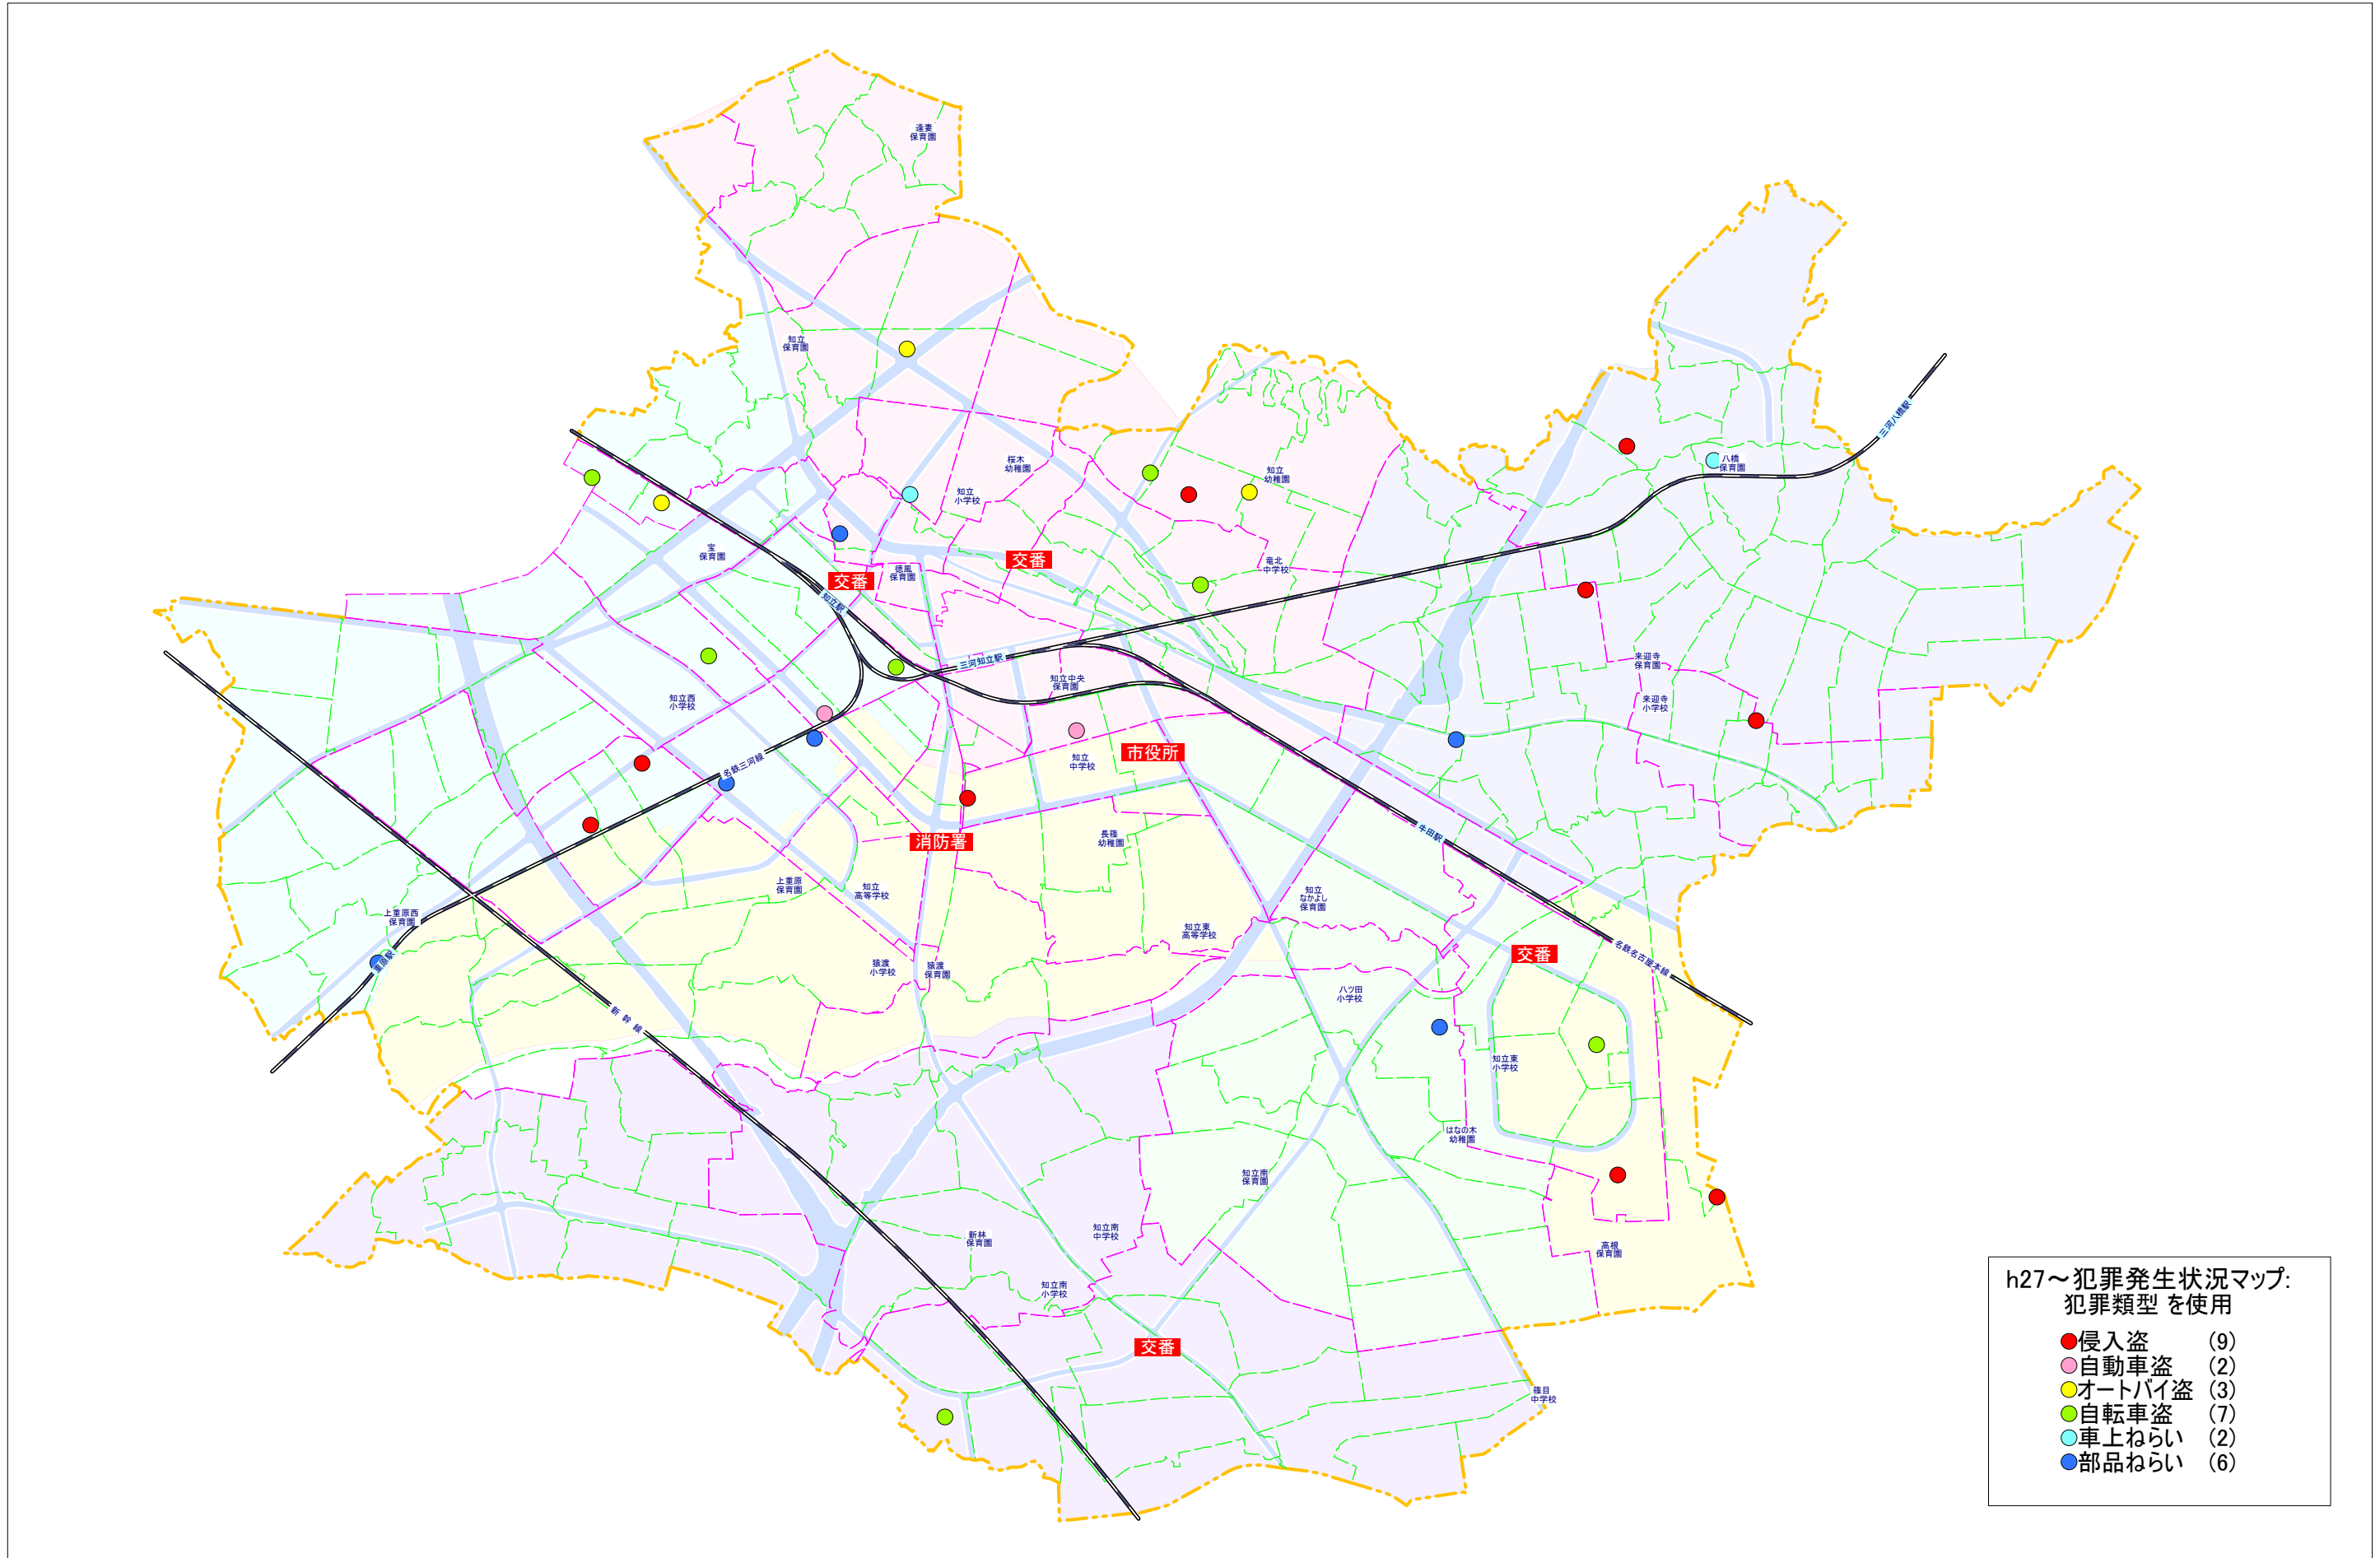 逢妻
保育園
知立
保育園
桜木
幼稚園
知立
小学校
知立
幼稚園
八橋
保育園
三河八橋駅
宝
保育園
交番
交番
徳風
保育園
竜北
中学校
知立駅
三河知立駅
知立中央
保育園
来迎寺
保育園
来迎寺
小学校
知立西
小学校
名鉄三河線
知立
中学校
市役所
消防署
長篠
幼稚園
牛田駅
上重原
保育園
知立
高等学校
知立
なかよし
保育園
上重原西
保育園
重原駅
知立東
高等学校
猿渡
小学校
猿渡
保育園
交番
名鉄名古屋本線
八ツ田
小学校
新幹線
知立東
小学校
はなの木
幼稚園
知立南
保育園
知立南
中学校
新林
保育園
高根
保育園
知立南
小学校
交番
篠目
中学校
h27～犯罪発生状況マップ:
犯罪類型 を使用
侵入盗 (9)
自動車盗 (2)
オートバイ盗 (3)
自転車盗 (7)
車上ねらい (2)
部品ねらい (6)